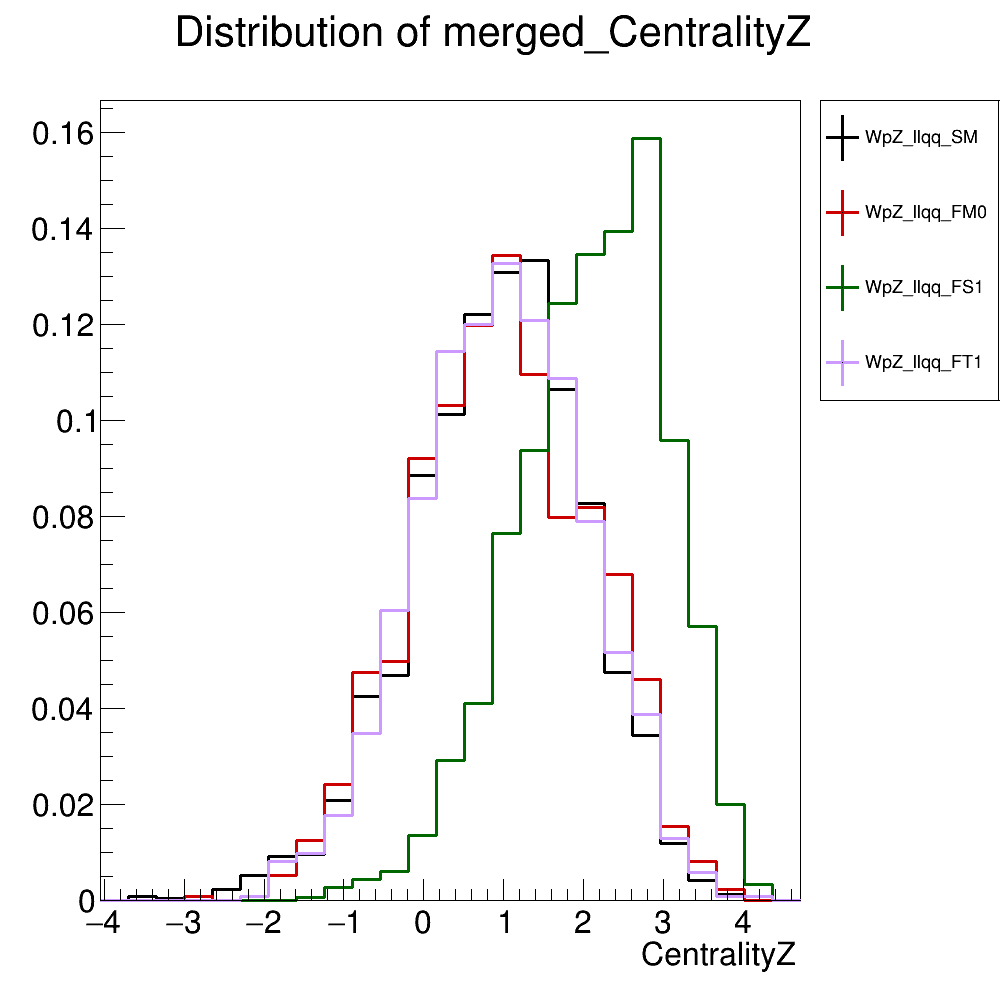 Distribution of merged_CentralityZ
0.16
0.14
0.12
0.1
0.08
0.06
0.04
0.02
0
−4 −3 −2 −1 0 1 2 3 4
CentralityZ
WpZ_llqq_SM
WpZ_llqq_FM0
WpZ_llqq_FS1
WpZ_llqq_FT1